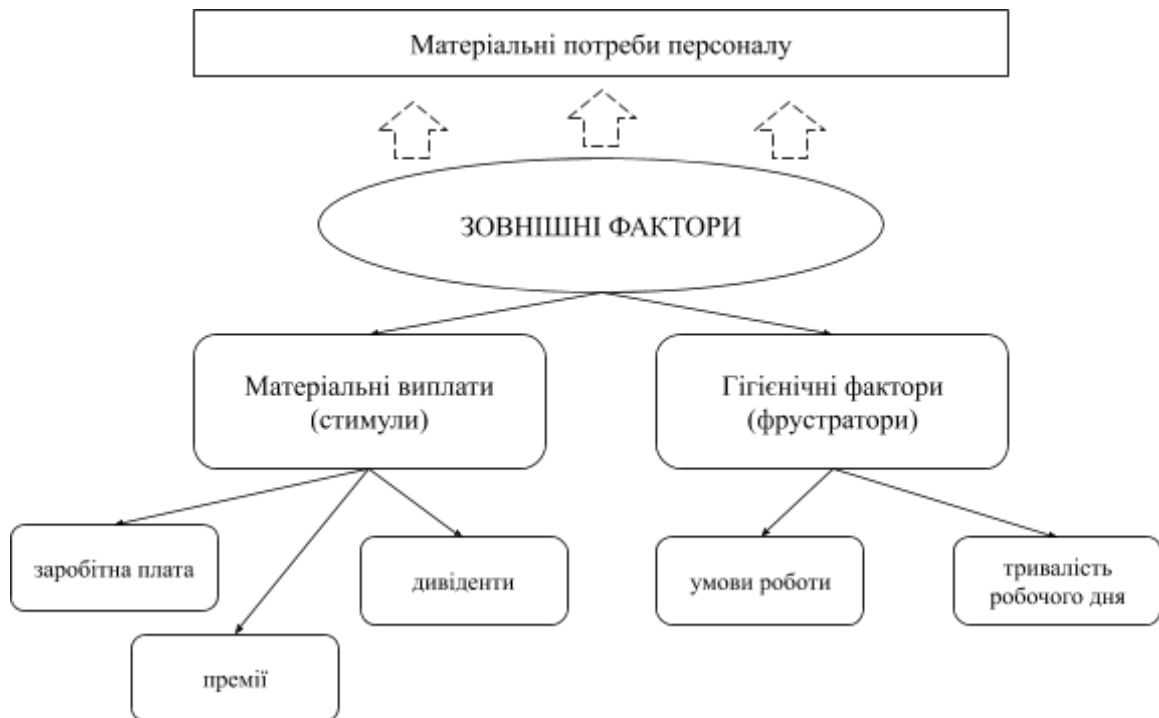 Матеріальні потреби персоналу
ЗОВНІШНІ ФАКТОРИ
Матеріальні виплати
(стимули)
Гігієнічні фактори
(фрустратори)
заробітна плата
премії
дивіденти
умови роботи
тривалість
робочого дня